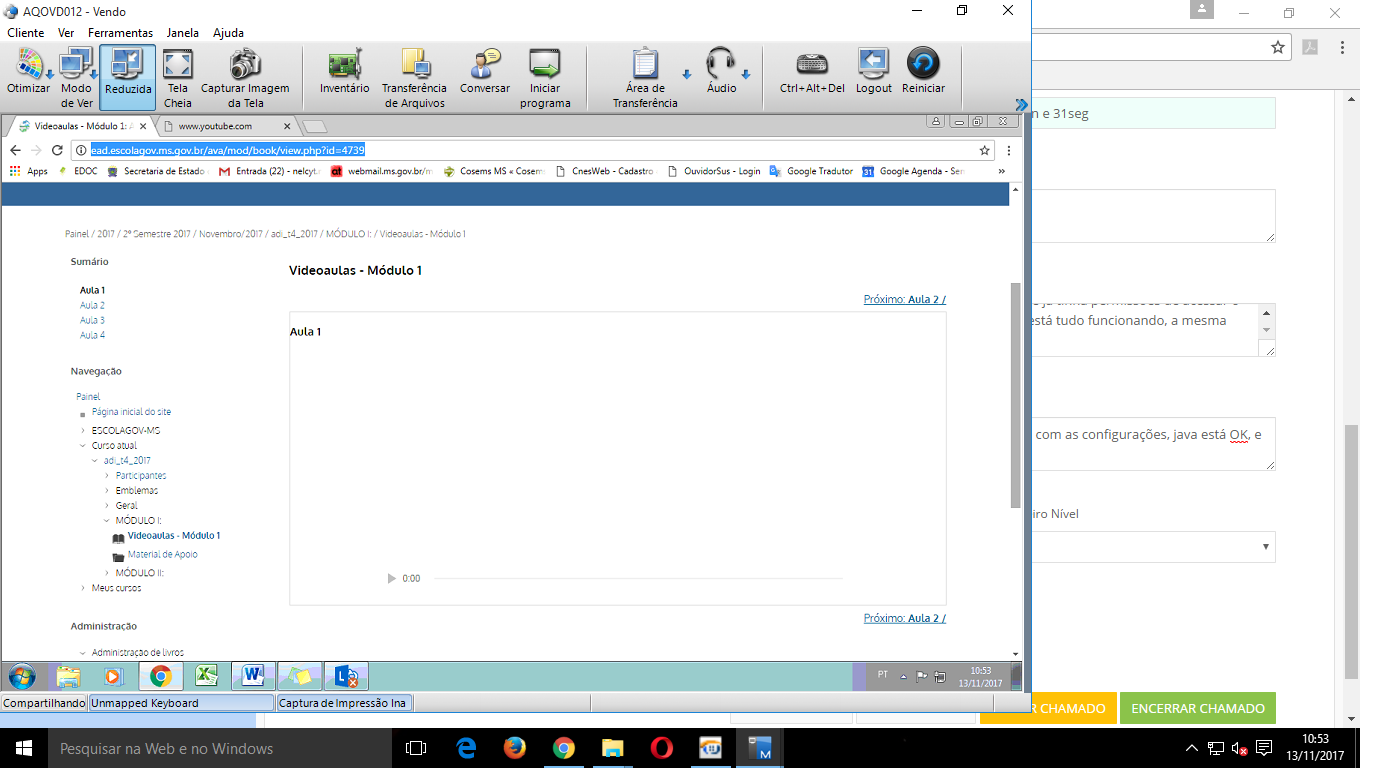 AQOVD012 - Vendo
Cliente Ver Ferramentas Janela Ajuda
Otimizar
Modo de Ver
Reduzida
Tela Cheia
Capturar Imagem da Tela
Inventário
Transferência de Arquivos
Conversar
Iniciar programa
Área de Transferência
Áudio
Ctrl+Alt+Del
Logout
Reiniciar
Videoaulas - Módulo 1: A
www.youtube.com
ead.escolagov.ms.gov.br/ava/mod/book/view.php?id=4739
Apps EDOC Secretaria de Estado Entrada (22) - nelcyt. webmail.ms.gov.br/m Cosems MS « Cosem CnesWeb - Cadastro OuvidorSus - Login Google Tradutor 31 Google Agenda - Sen »
Painel / 2017 / 2º Semestre 2017 / Novembro/2017 / adi_t4_2017 / MÓDULO I: / Videoaulas - Módulo 1
Sumário
Aula 1
Aula 2
Aula 3
Aula 4
Navegação
Painel
Página inicial do site
ESCOLAGOV-MS
Curso atual
adi_t4_2017
Participantes
Emblemas
Geral
MÓDULO I:
Videoaulas - Módulo 1
Material de Apoio
MÓDULO II:
Meus cursos
Administração
Administração de livros
Videoaulas - Módulo 1
Próximo: Aula 2 /
Aula 1
0:00
Próximo: Aula 2 /
PT
10:53
13/11/2017
Compartilhando
Unmapped Keyboard
Captura de Impressão Ina
n e 31seg
stá tudo funcionando, a mesma
com as configurações, java está OK, e
iro Nível
R CHAMADO
ENCERRAR CHAMADO
Pesquisar na Web e no Windows
10:53
13/11/2017